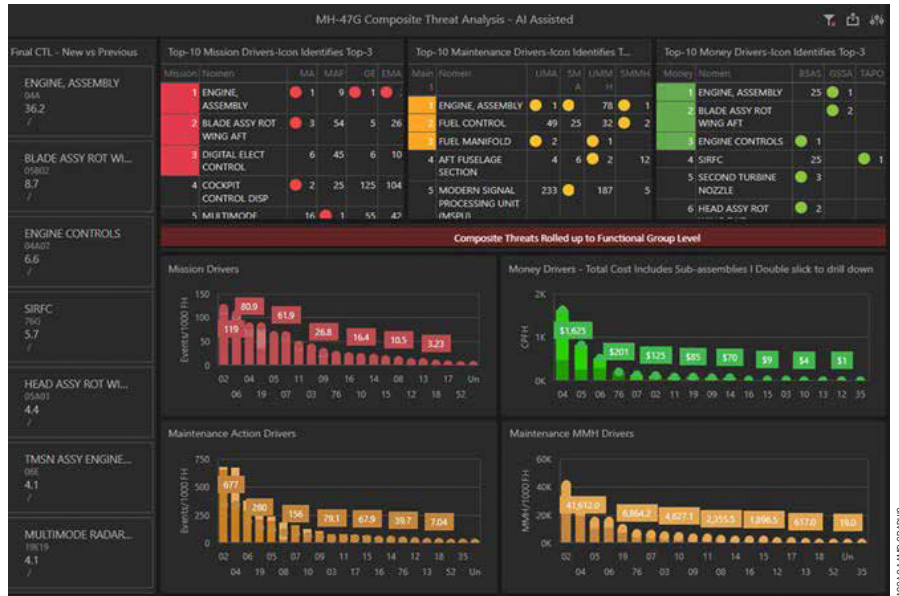 MH-47G Composite Threat Analysis - AI Assisted
Final CTL - New vs Previous
ENGINE, ASSEMBLY
04A
36.2
/
BLADE ASSY ROT WI...
05B02
8.7
/
ENGINE CONTROLS
04A07
6.6
/
SIRFC
76G
5.7
/
HEAD ASSY ROT WI...
05A01
4.4
/
TMSN ASSY ENGINE...
06E
4.1
/
MULTIMODE RADAR...
19K19
4.1
/
Top-10 Mission Drivers-Icon Identifies Top-3
Mission Nomen MA MAF GE EMA
1 ENGINE, ASSEMBLY 1 9 1
2 BLADE ASSY ROT WING AFT 3 54 5 26
3 DIGITAL ELECT CONTROL 6 45 6 10
4 COCKPIT CONTROL DISP 2 25 125 104
5 MULTIMODE 16 1 55 42
Top-10 Maintenance Drivers-Icon Identifies T...
Main Nomen UMA SM A UMM H SMMH
1 ENGINE, ASSEMBLY 1 78 1
2 FUEL CONTROL 49 25 32 2
3 FUEL MANIFOLD 2 1
4 AFT FUSELAGE SECTION 4 6 2 12
5 MODERN SIGNAL PROCESSING UNIT (MSPU) 233 187 5
Top-10 Money Drivers-Icon Identifies Top-3
Money Nomen BSAS GSSA TAPO
1 ENGINE, ASSEMBLY 25 1
2 BLADE ASSY ROT WING AFT 2
3 ENGINE CONTROLS 1
4 SIRFC 25 1
5 SECOND TURBINE NOZZLE 3
6 HEAD ASSY ROT 2
Composite Threats Rolled up to Functional Group Level
Mission Drivers
Events/1000 FH
150
100
50
0
119 80.9 61.9 26.8 16.4 10.5 3.23
02 04 05 11 09 16 14 08 13 17 Un
06 19 07 03 76 10 12 18 52
Money Drivers - Total Cost Includes Sub-assemblies I Double slick to drill down
CPFH
2K
1K
0K
$1,625 $201 $125 $85 $70 $9 $4 $1
04 05 06 76 07 02 11 19 09 14 16 15 08 10 03 13 12 35
Maintenance Action Drivers
Events/1000 FH
750
500
250
0
677 280 156 79.1 67.9 39.7 7.04
02 06 05 07 03 09 11 14 15 12 18 35
04 19 08 10 17 16 76 13 52 Un
Maintenance MMH Drivers
MMH/1000 FH
60K
40K
20K
0K
41,612.0 6,864.2 4,627.1 2,355.5 1,896.5 617.0 19.0
02 05 19 07 03 09 11 14 15 17 18 Un
04 06 76 08 10 16 13 12 52 35